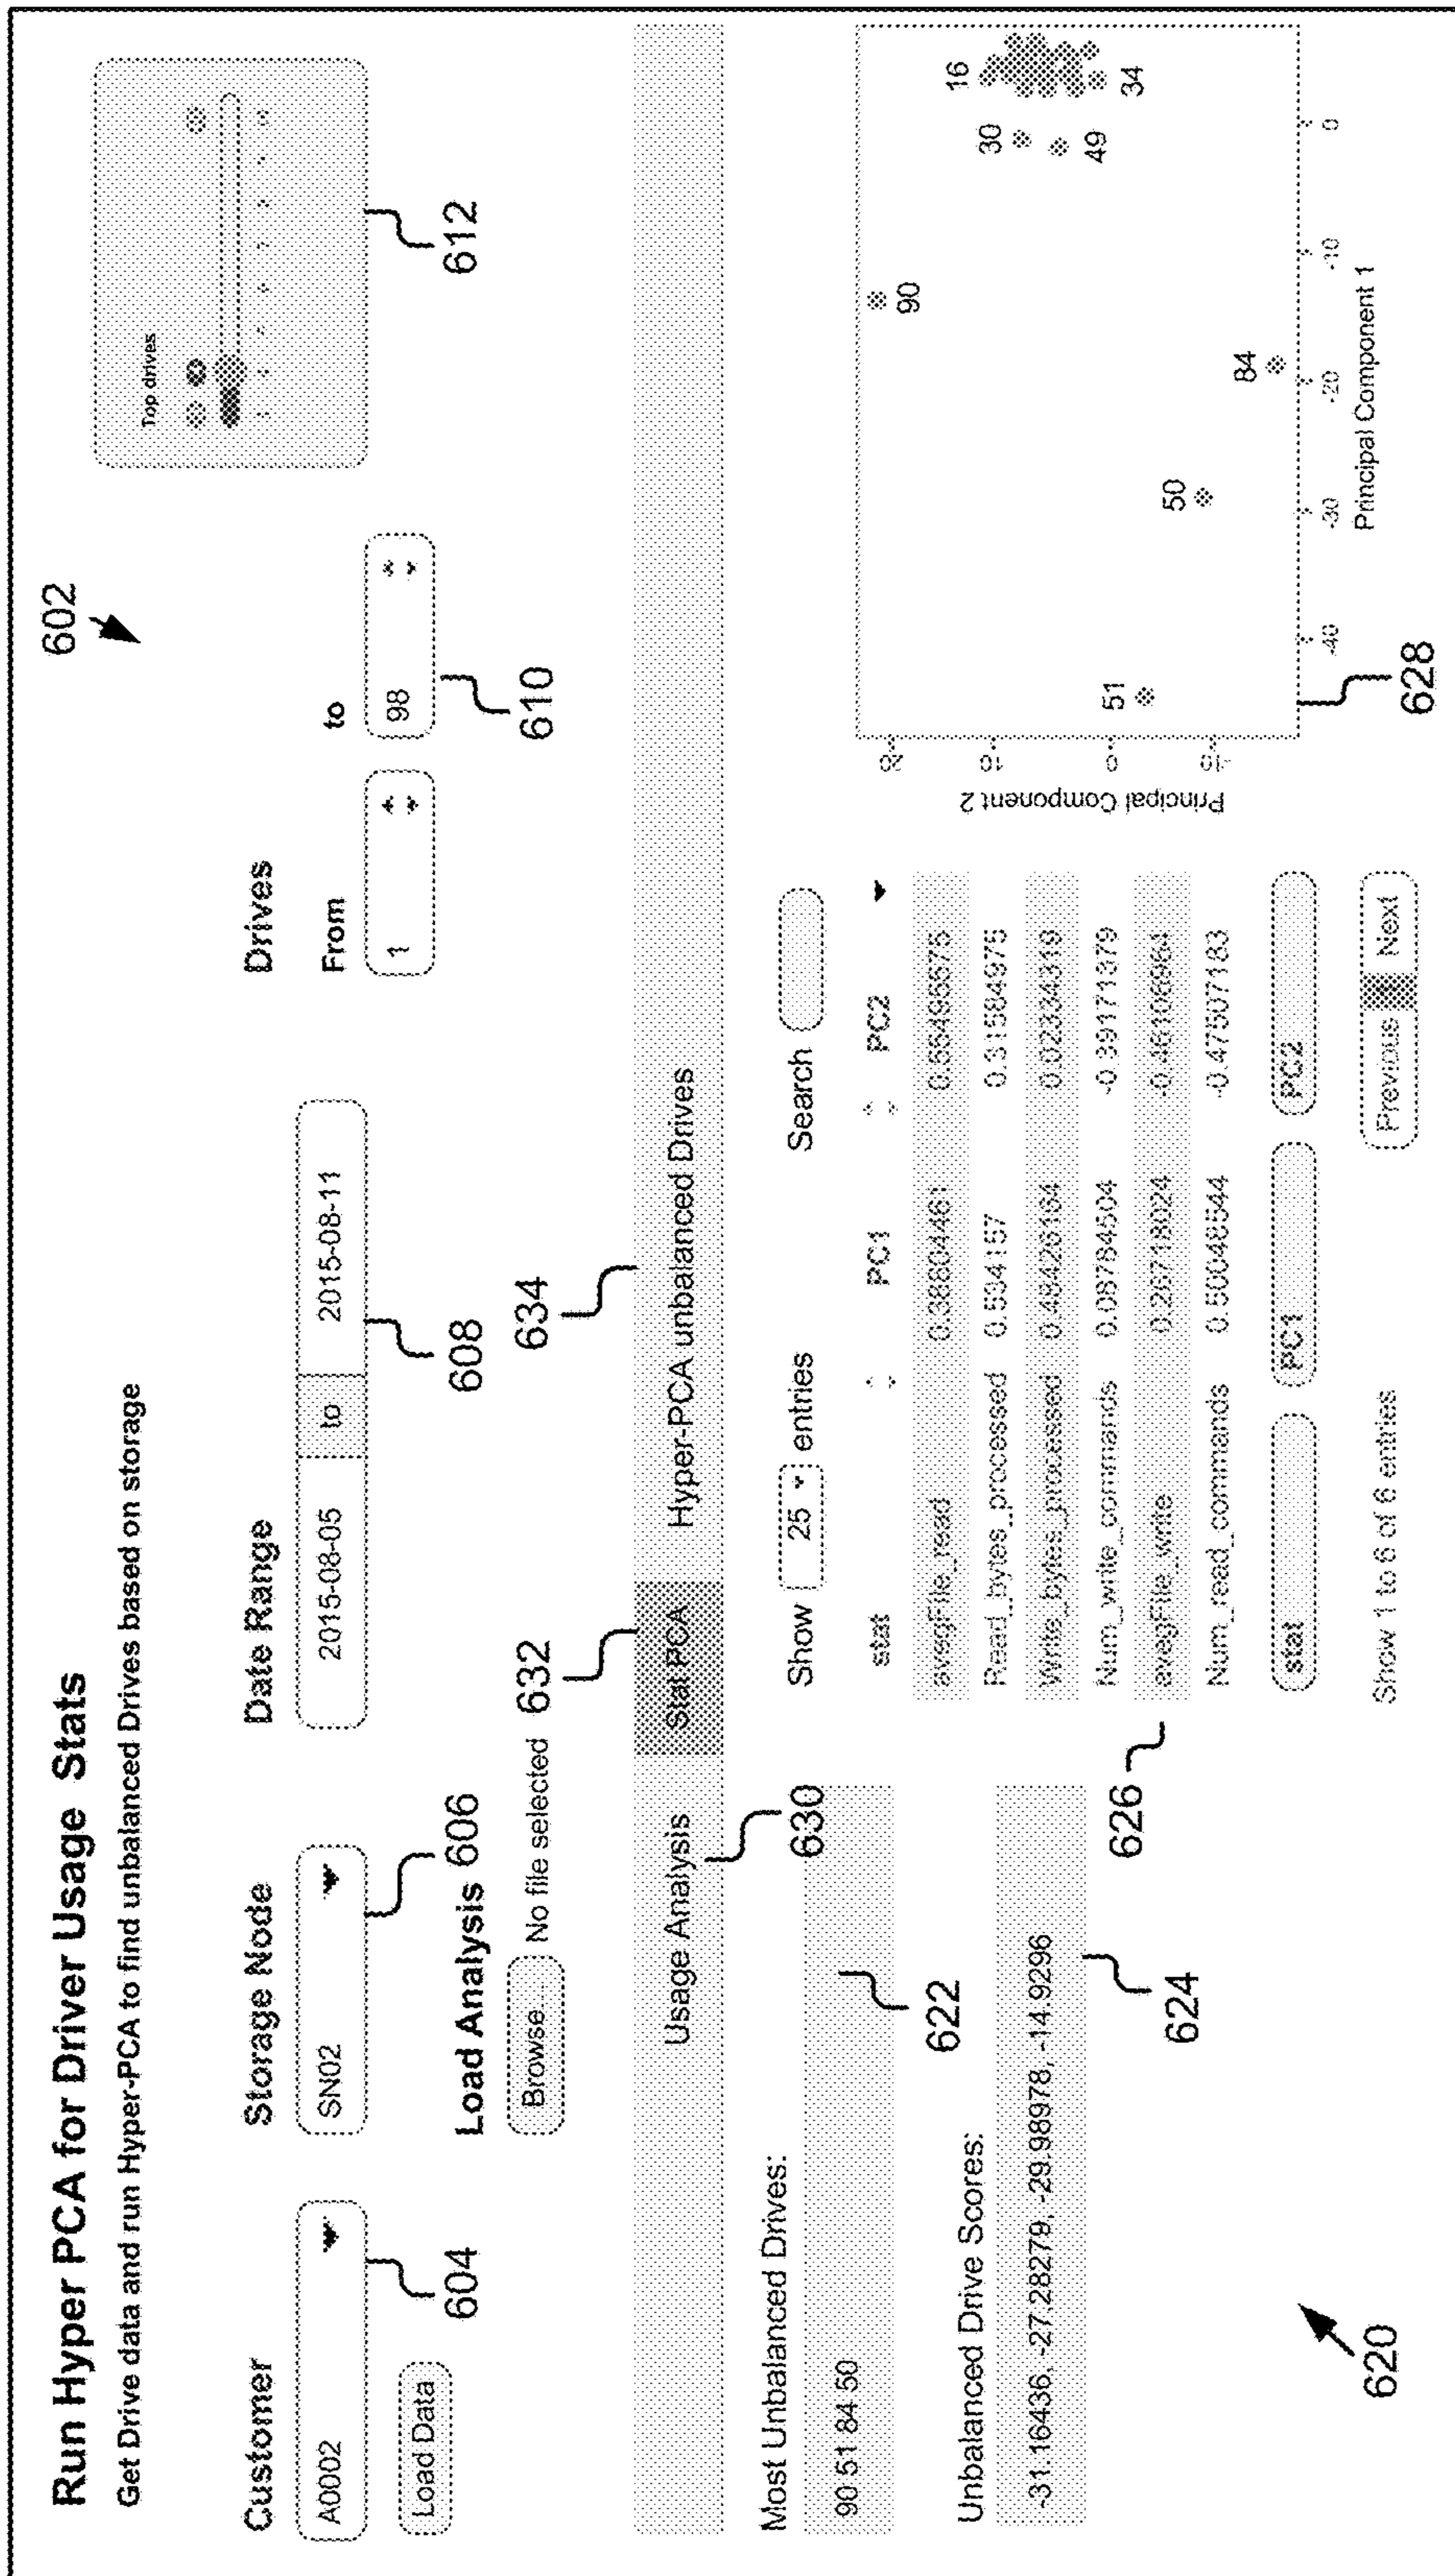 Run Hyper PCA for Driver Usage Stats
Get Drive data and run Hyper-PCA to find unbalanced Drives based on storage
602
Customer
A0002
604
Load Data
Storage Node
SN02
606
Load Analysis
Browse... No file selected
Date Range
2015-08-05 to 2015-08-11
608
Drives
From to
1 98
610
Top drives
612
Usage Analysis Stat PCA Hyper-PCA unbalanced Drives
630
632
634
Most Unbalanced Drives:
90 51 84 50
622
Unbalanced Drive Scores:
-31.16436, -27.28279, -29.98978, -14.9296
624
620
Show 25 entries Search
stat PC1 PC2
avegFile_read 0.38804461
Read_bytes_processed 0.534157 0.31584975
Write_bytes_processed 0.48426164 0.02334319
Num_write_commands 0.08784504 -0.39171379
avegFile_write 0.26718024 -0.46106964
Num_read_commands 0.50048544 -0.47507183
stat PC1 PC2
Show 1 to 6 of 6 entries
Previous Next
626
Principal Component 2
20
10
0
-10
51
50
84
90
30
49
16
34
-40 -30 -20 -10 0
Principal Component 1
628